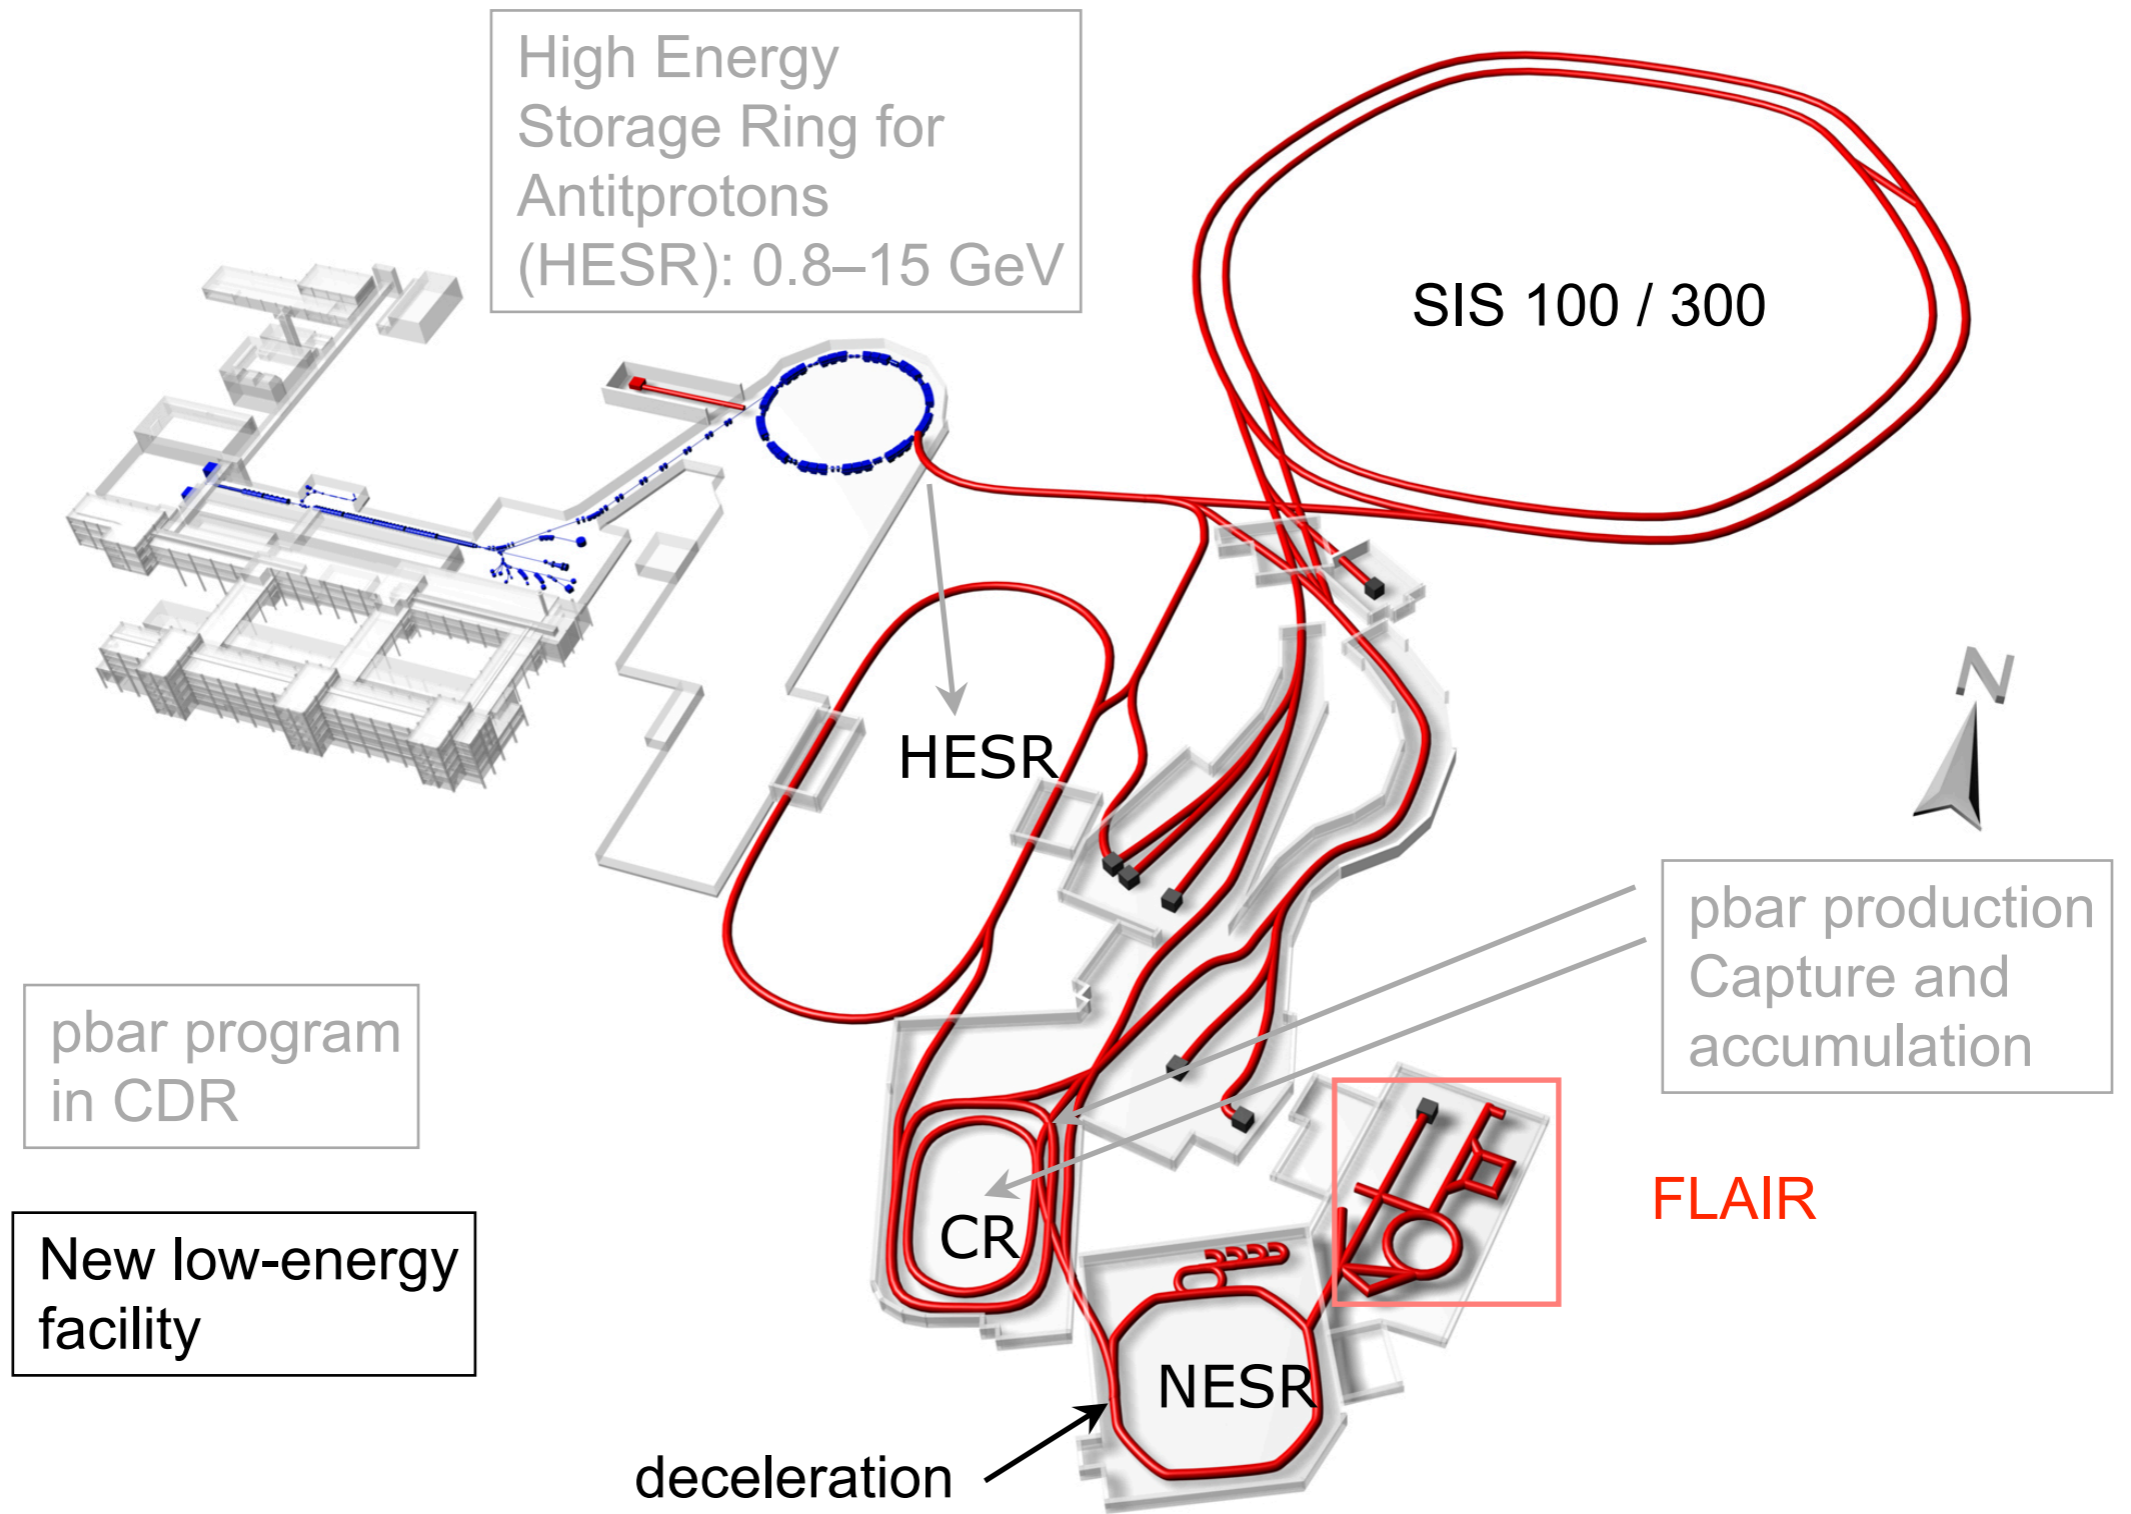 High Energy
Storage Ring for
Antitprotons
(HESR): 0.8–15 GeV
SIS 100 / 300
N
HESR
pbar production
Capture and
accumulation
pbar program
in CDR
FLAIR
New low-energy
facility
CR
NESR
deceleration